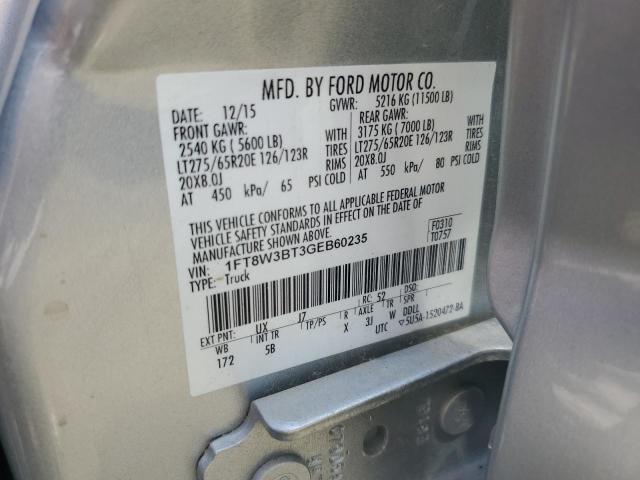 MFD. BY FORD MOTOR CO.
DATE: 12/15 GVWR: 5216 KG (11500 LB)
FRONT GAWR: REAR GAWR:
2540 KG ( 5600 LB) WITH 3175 KG ( 7000 LB) WITH
LT275/65R20E 126/123R TIRES LT275/65R20E 126/123R TIRES
20X8.0J RIMS 20X8.0J RIMS
AT 450 kPa/ 65 PSI COLD AT 550 kPa/ 80 PSI COLD
THIS VEHICLE CONFORMS TO ALL APPLICABLE FEDERAL MOTOR
VEHICLE SAFETY STANDARDS IN EFFECT ON THE DATE OF
MANUFACTURE SHOWN ABOVE.
VIN: 1FT8W3BT3GEB60235
TYPE: Truck
F0310
T0757
EXT PNT: UX J7 RC: 52 DSO:
WB INT TR TP/PS R AXLE TR SPR
172 5B X 3J W DDLL
UTC ▽5U5A-1520472-BA